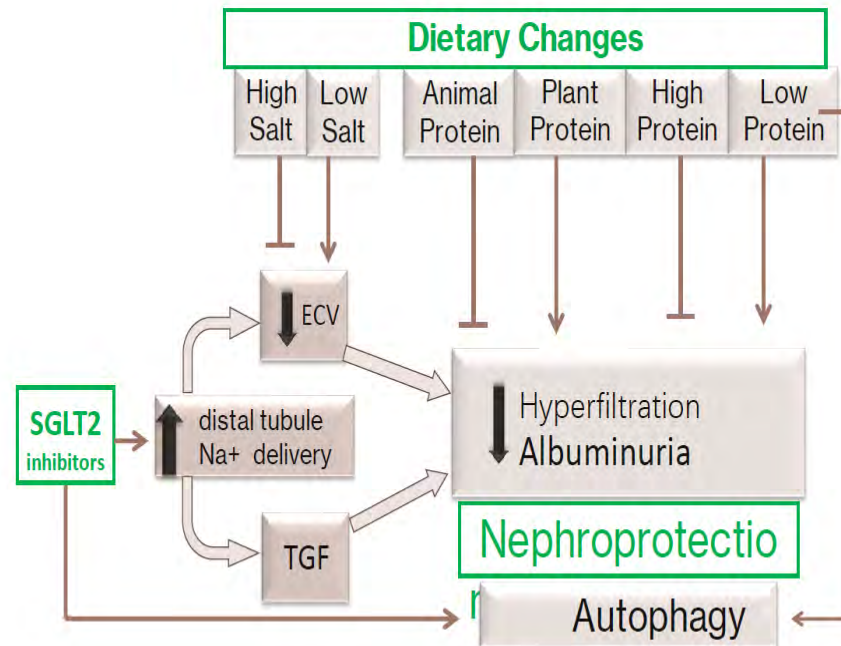 Dietary Changes
High
Salt
Low
Salt
Animal
Protein
Plant
Protein
High
Protein
Low
Protein
ECV
SGLT2
inhibitors
distal tubule
Na+ delivery
Hyperfiltration
Albuminuria
TGF
Nephroprotectio
n
Autophagy